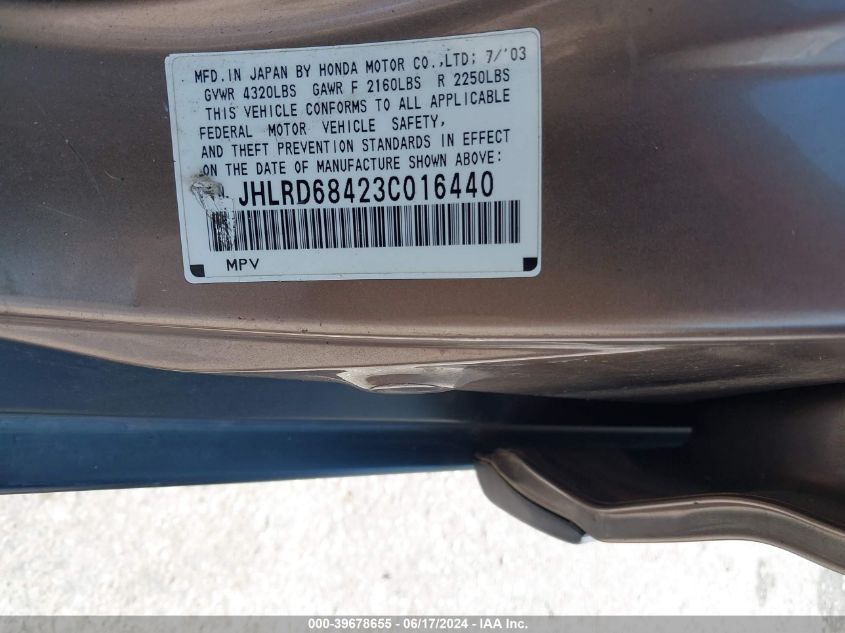 MFD.IN JAPAN BY HONDA MOTOR CO.,LTD; 7/'03
GVWR 4320LBS GAWR F 2160LBS R 2250LBS
THIS VEHICLE CONFORMS TO ALL APPLICABLE
FEDERAL MOTOR VEHICLE SAFETY,
AND THEFT PREVENTION STANDARDS IN EFFECT
ON THE DATE OF MANUFACTURE SHOWN ABOVE:
JHLRD68423C016440
MPV
000-39678655 - 06/17/2024 - IAA Inc.